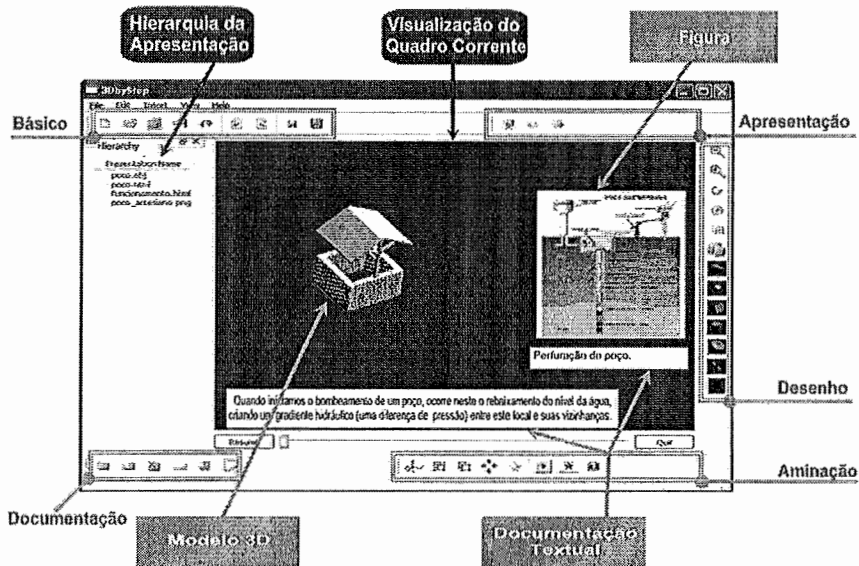 Hierarquia da
Apresentação
Visualização do
Quadro Corrente
Figura
3DbyStep
File Edit Insert View Help
Básico
Apresentação
Hierarchy
Presentation Name
poco.obj
funcionamento.html
poco_artesiano.png
Perfuração do poço.
Quando iniciamos o bombeamento de um poço, ocorre neste o rebaixamento do nível da água,
criando um gradiente hidráulico (uma diferença de pressão) entre este local e suas vizinhanças.
Desenho
Quit
Aminação
Documentação
Modelo 3D
Documentação
Textual